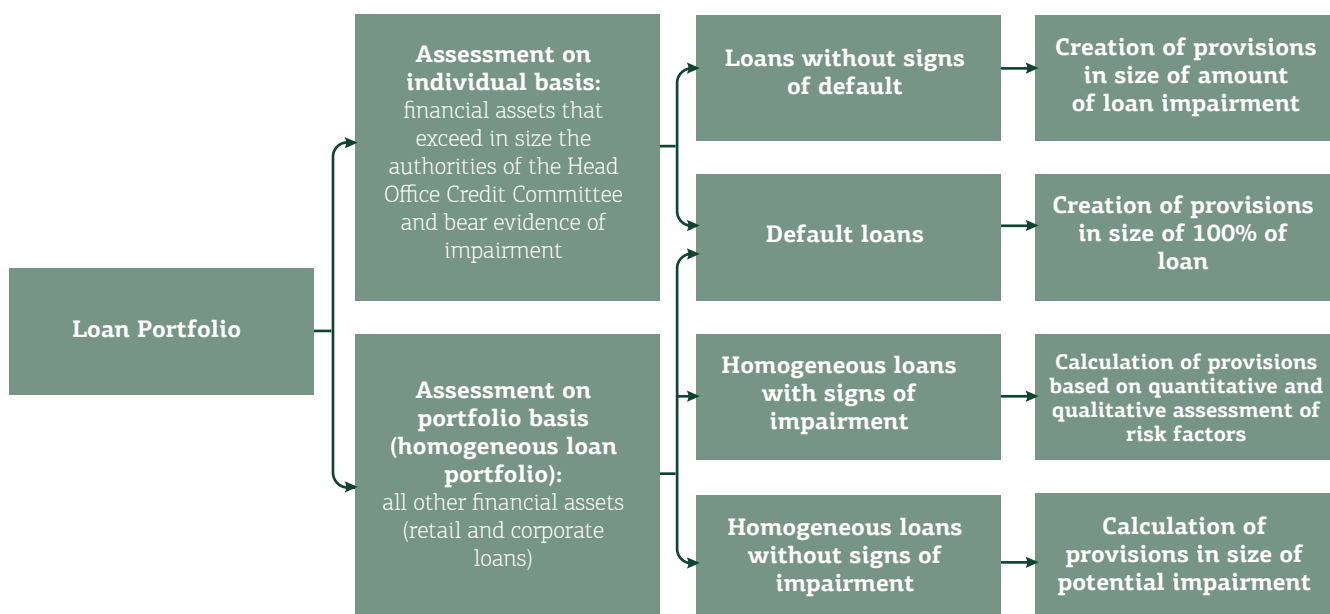 Loan Portfolio
Assessment on
individual basis:
financial assets that
exceed in size the
authorities of the Head
Office Credit Committee
and bear evidence of
impairment
Assessment on
portfolio basis
(homogeneous loan
portfolio):
all other financial assets
(retail and corporate
loans)
Loans without signs
of default
Default loans
Homogeneous loans
with signs of
impairment
Homogeneous loans
without signs of
impairment
Creation of provisions
in size of amount
of loan impairment
Creation of provisions
in size of 100% of
loan
Calculation of provisions
based on quantitative and
qualitative assessment of
risk factors
Calculation of
provisions in size of
potential impairment